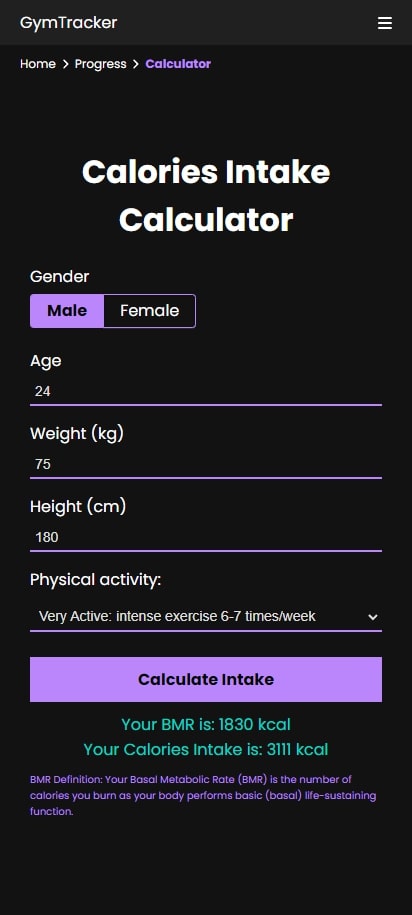 GymTracker
Home > Progress > Calculator
Calories Intake
Calculator
Gender
Male Female
Age
24
Weight (kg)
75
Height (cm)
180
Physical activity:
Very Active: intense exercise 6-7 times/week
Calculate Intake
Your BMR is: 1830 kcal
Your Calories Intake is: 3111 kcal
BMR Definition: Your Basal Metabolic Rate (BMR) is the number of
calories you burn as your body performs basic (basal) life-sustaining
function.